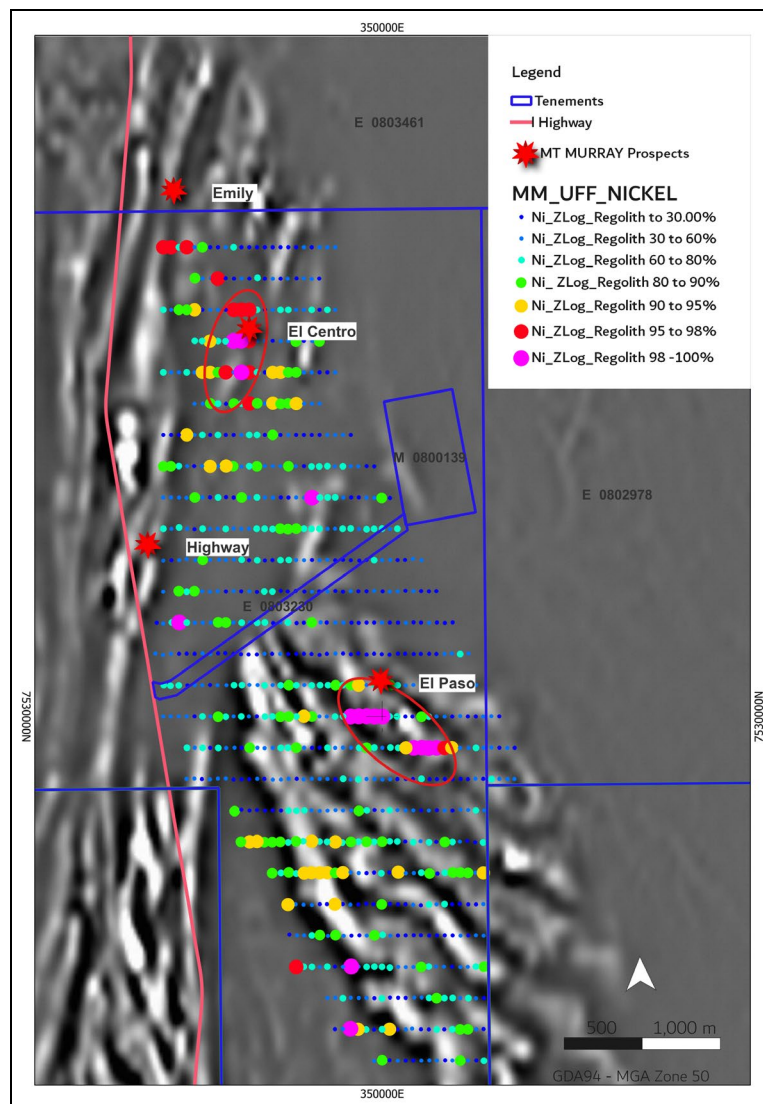 350000E
Legend
Tenements
Highway
MT MURRAY Prospects
MM_UFF_NICKEL
Ni_ZLog_Regolith to 30.00%
Ni_ZLog_Regolith 30 to 60%
Ni_ZLog_Regolith 60 to 80%
Ni_ ZLog_Regolith 80 to 90%
Ni_ZLog_Regolith 90 to 95%
Ni_ZLog_Regolith 95 to 98%
Ni_ZLog_Regolith 98 -100%
E 0803461
Emily
El Centro
M 0800139
E 0802978
Highway
E 0803230
El Paso
7530000N
7530000N
500 1,000 m
GDA94 - MGA Zone 50
350000E